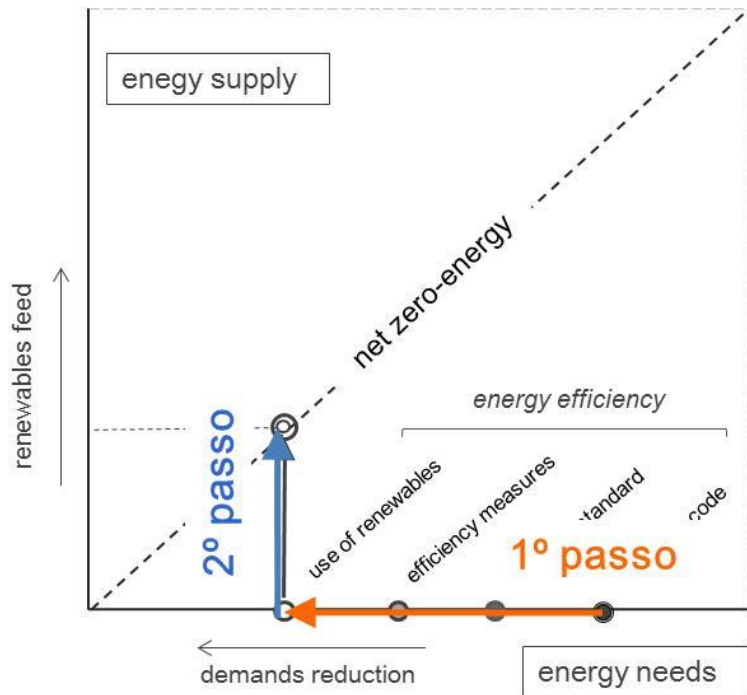 enegy supply
net zero-energy
renewables feed
energy efficiency
use of renewables
efficiency measures
standard
code
2º passo
1º passo
demands reduction
energy needs